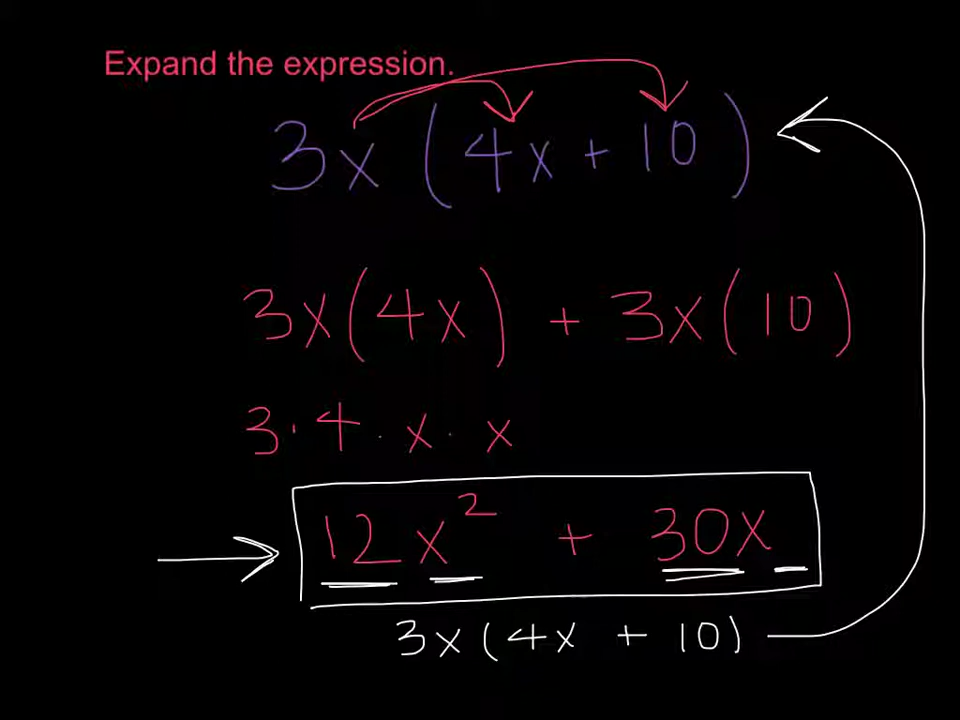 Expand the expression.
3x(4x + 10)
3x(4x) + 3x(10)
3 · 4 · x · x
12x² + 30x
3x(4x + 10)